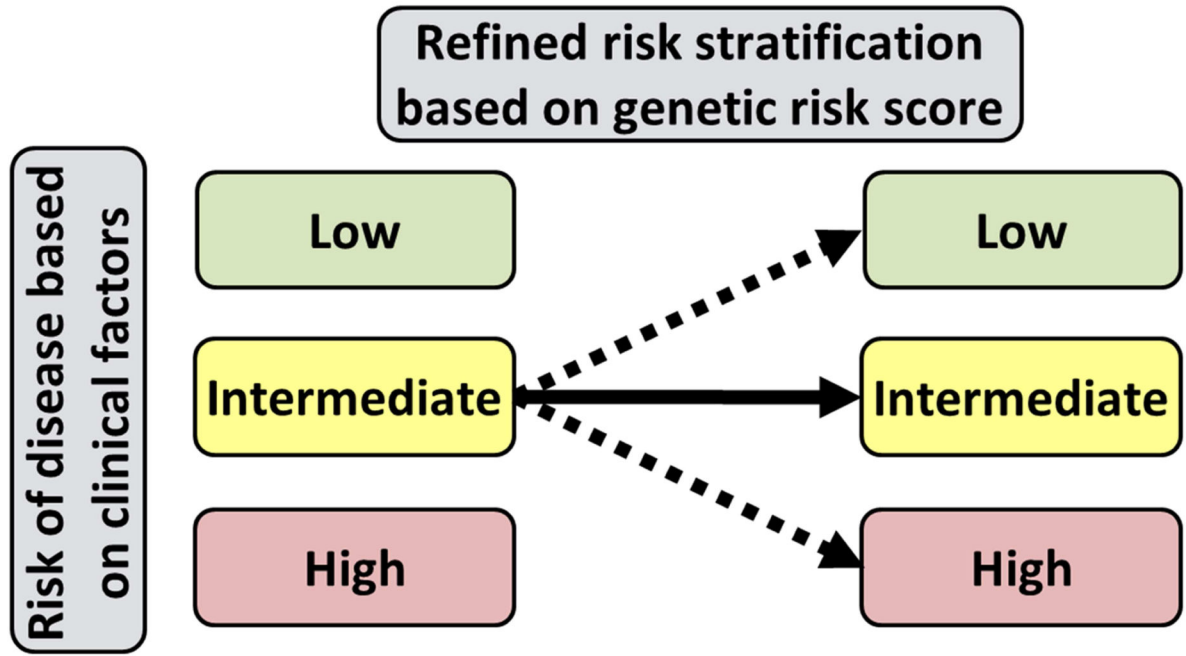 Refined risk stratification
based on genetic risk score
Risk of disease based
on clinical factors
Low
Low
Intermediate
Intermediate
High
High